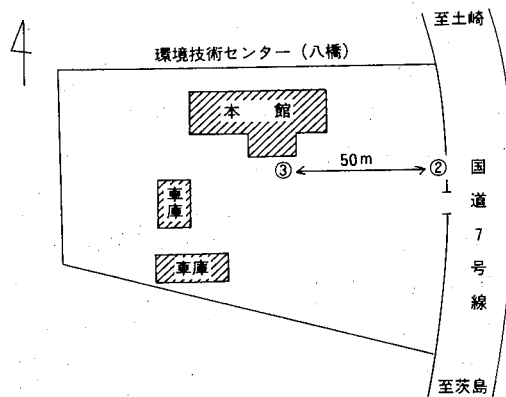 至土崎
環境技術センター（八橋）
本館
③
50m
②
国道7号線
車庫
車庫
至茨島